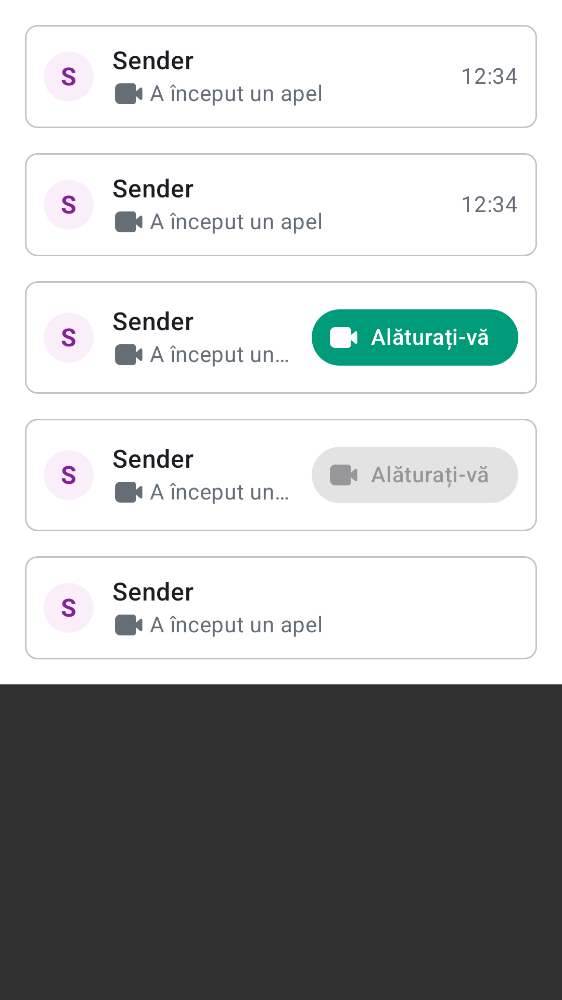 S
Sender
A început un apel
12:34
S
Sender
A început un apel
12:34
S
Sender
A început un…
Alăturați-vă
S
Sender
A început un…
Alăturați-vă
S
Sender
A început un apel